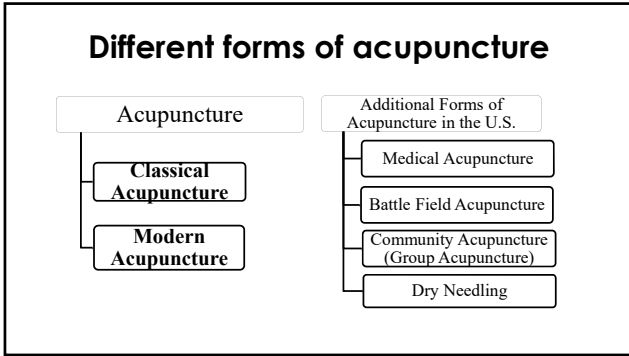 Different forms of acupuncture
Acupuncture
Classical
Acupuncture
Modern
Acupuncture
Additional Forms of
Acupuncture in the U.S.
Medical Acupuncture
Battle Field Acupuncture
Community Acupuncture
(Group Acupuncture)
Dry Needling